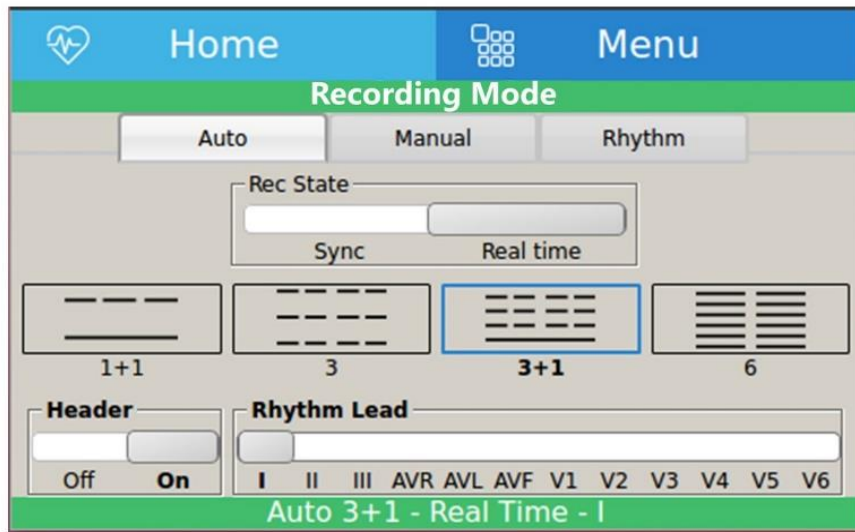 Home Menu
Recording Mode
Auto Manual Rhythm
Rec State
Sync Real time
1+1 3 3+1 6
Header Rhythm Lead
Off On I II III AVR AVL AVF V1 V2 V3 V4 V5 V6
Auto 3+1 - Real Time - I